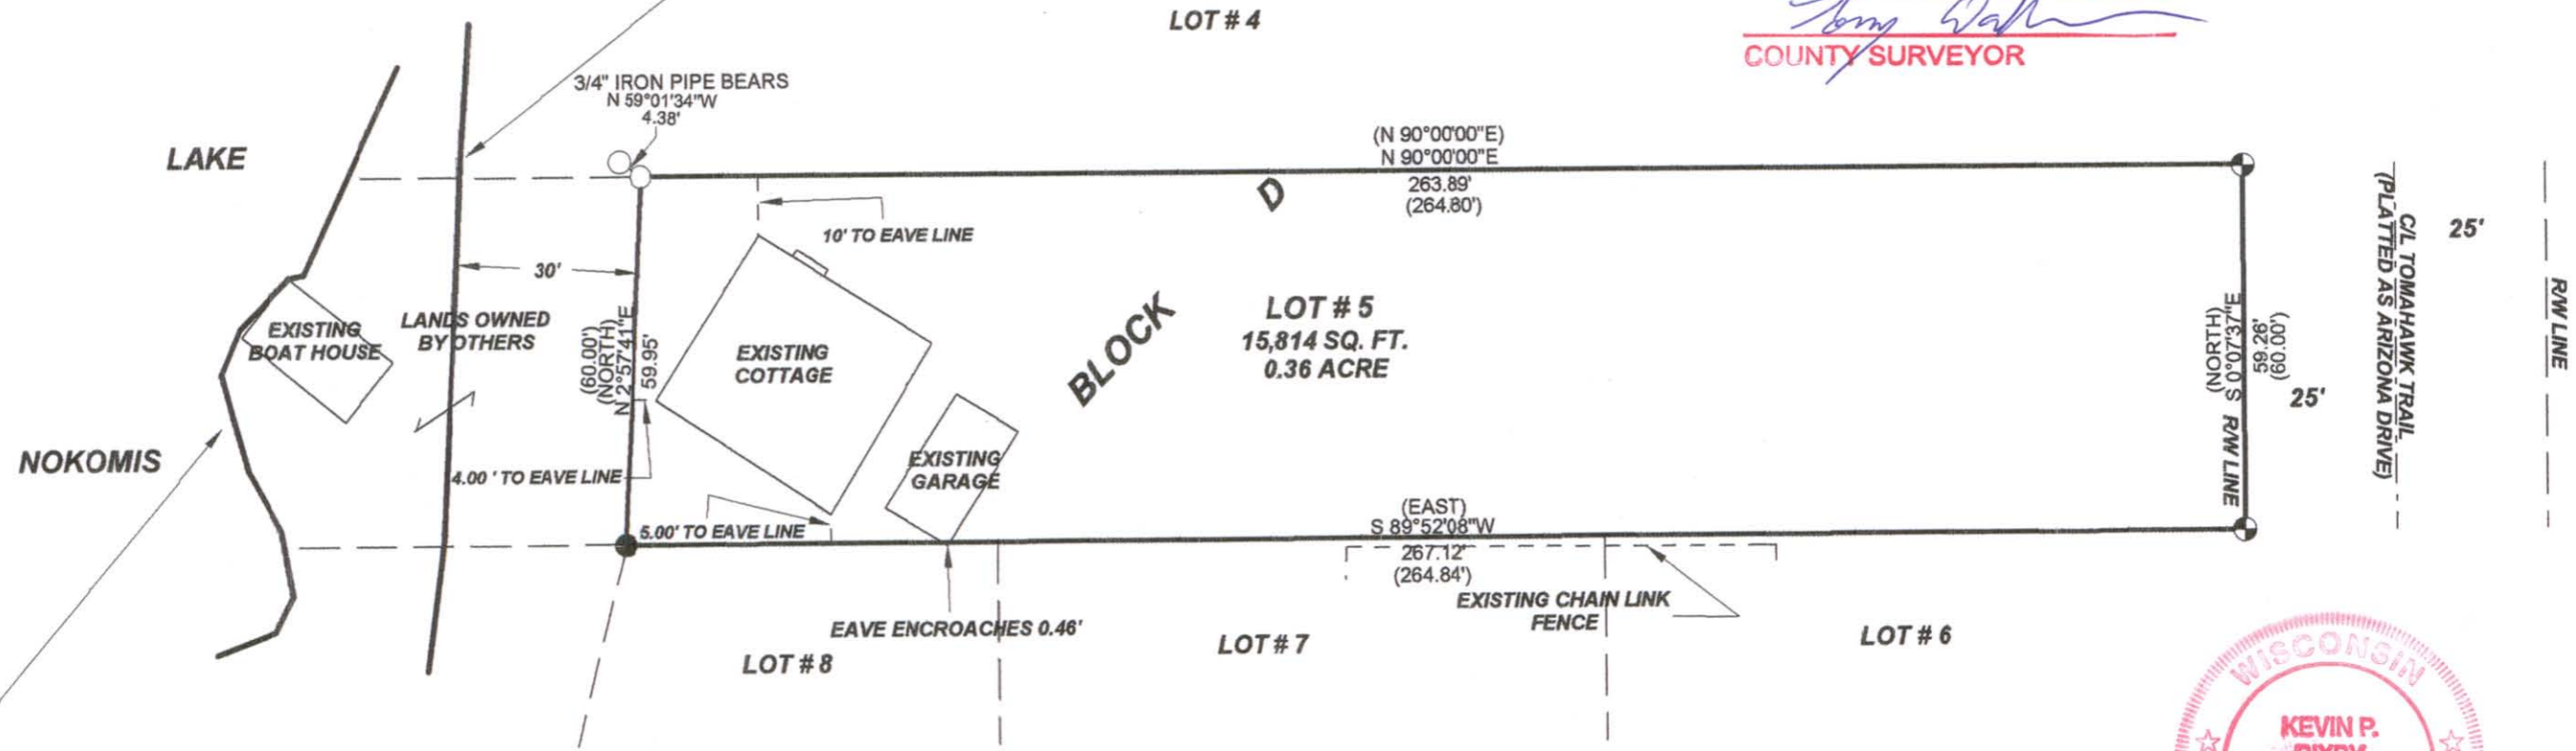 LOT # 4
COUNTY SURVEYOR
3/4" IRON PIPE BEARS
N 59°01'34"W
4.38'
LAKE
(N 90°00'00"E)
N 90°00'00"E
263.89'
(264.80')
D
BLOCK
10' TO EAVE LINE
30'
LANDS OWNED
BY OTHERS
EXISTING
BOAT HOUSE
(60.00')
(NORTH)
N 2°57'41"E
59.95'
EXISTING
COTTAGE
LOT # 5
15,814 SQ. FT.
0.36 ACRE
(NORTH)
S 0°07'37"E
59.26'
(60.00')
R/W LINE
25'
25'
C/L TOMAHAWK TRAIL
(PLATTED AS ARIZONA DRIVE)
R/W LINE
NOKOMIS
4.00 ' TO EAVE LINE
EXISTING
GARAGE
5.00' TO EAVE LINE
(EAST)
S 89°52'08"W
267.12'
(264.84')
EXISTING CHAIN LINK
FENCE
EAVE ENCROACHES 0.46'
LOT # 8
LOT # 7
LOT # 6
WISCONSIN
KEVIN P.